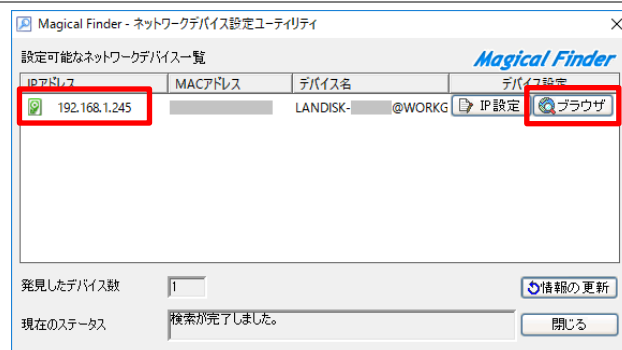 Magical Finder - ネットワークデバイス設定ユーティリティ
設定可能なネットワークデバイス一覧
Magical Finder
IPアドレス MACアドレス デバイス名 デバイス設定
192.168.1.245 LANDISK- @WORKG IP設定 ブラウザ
発見したデバイス数 1 情報の更新
現在のステータス 検索が完了しました。 閉じる